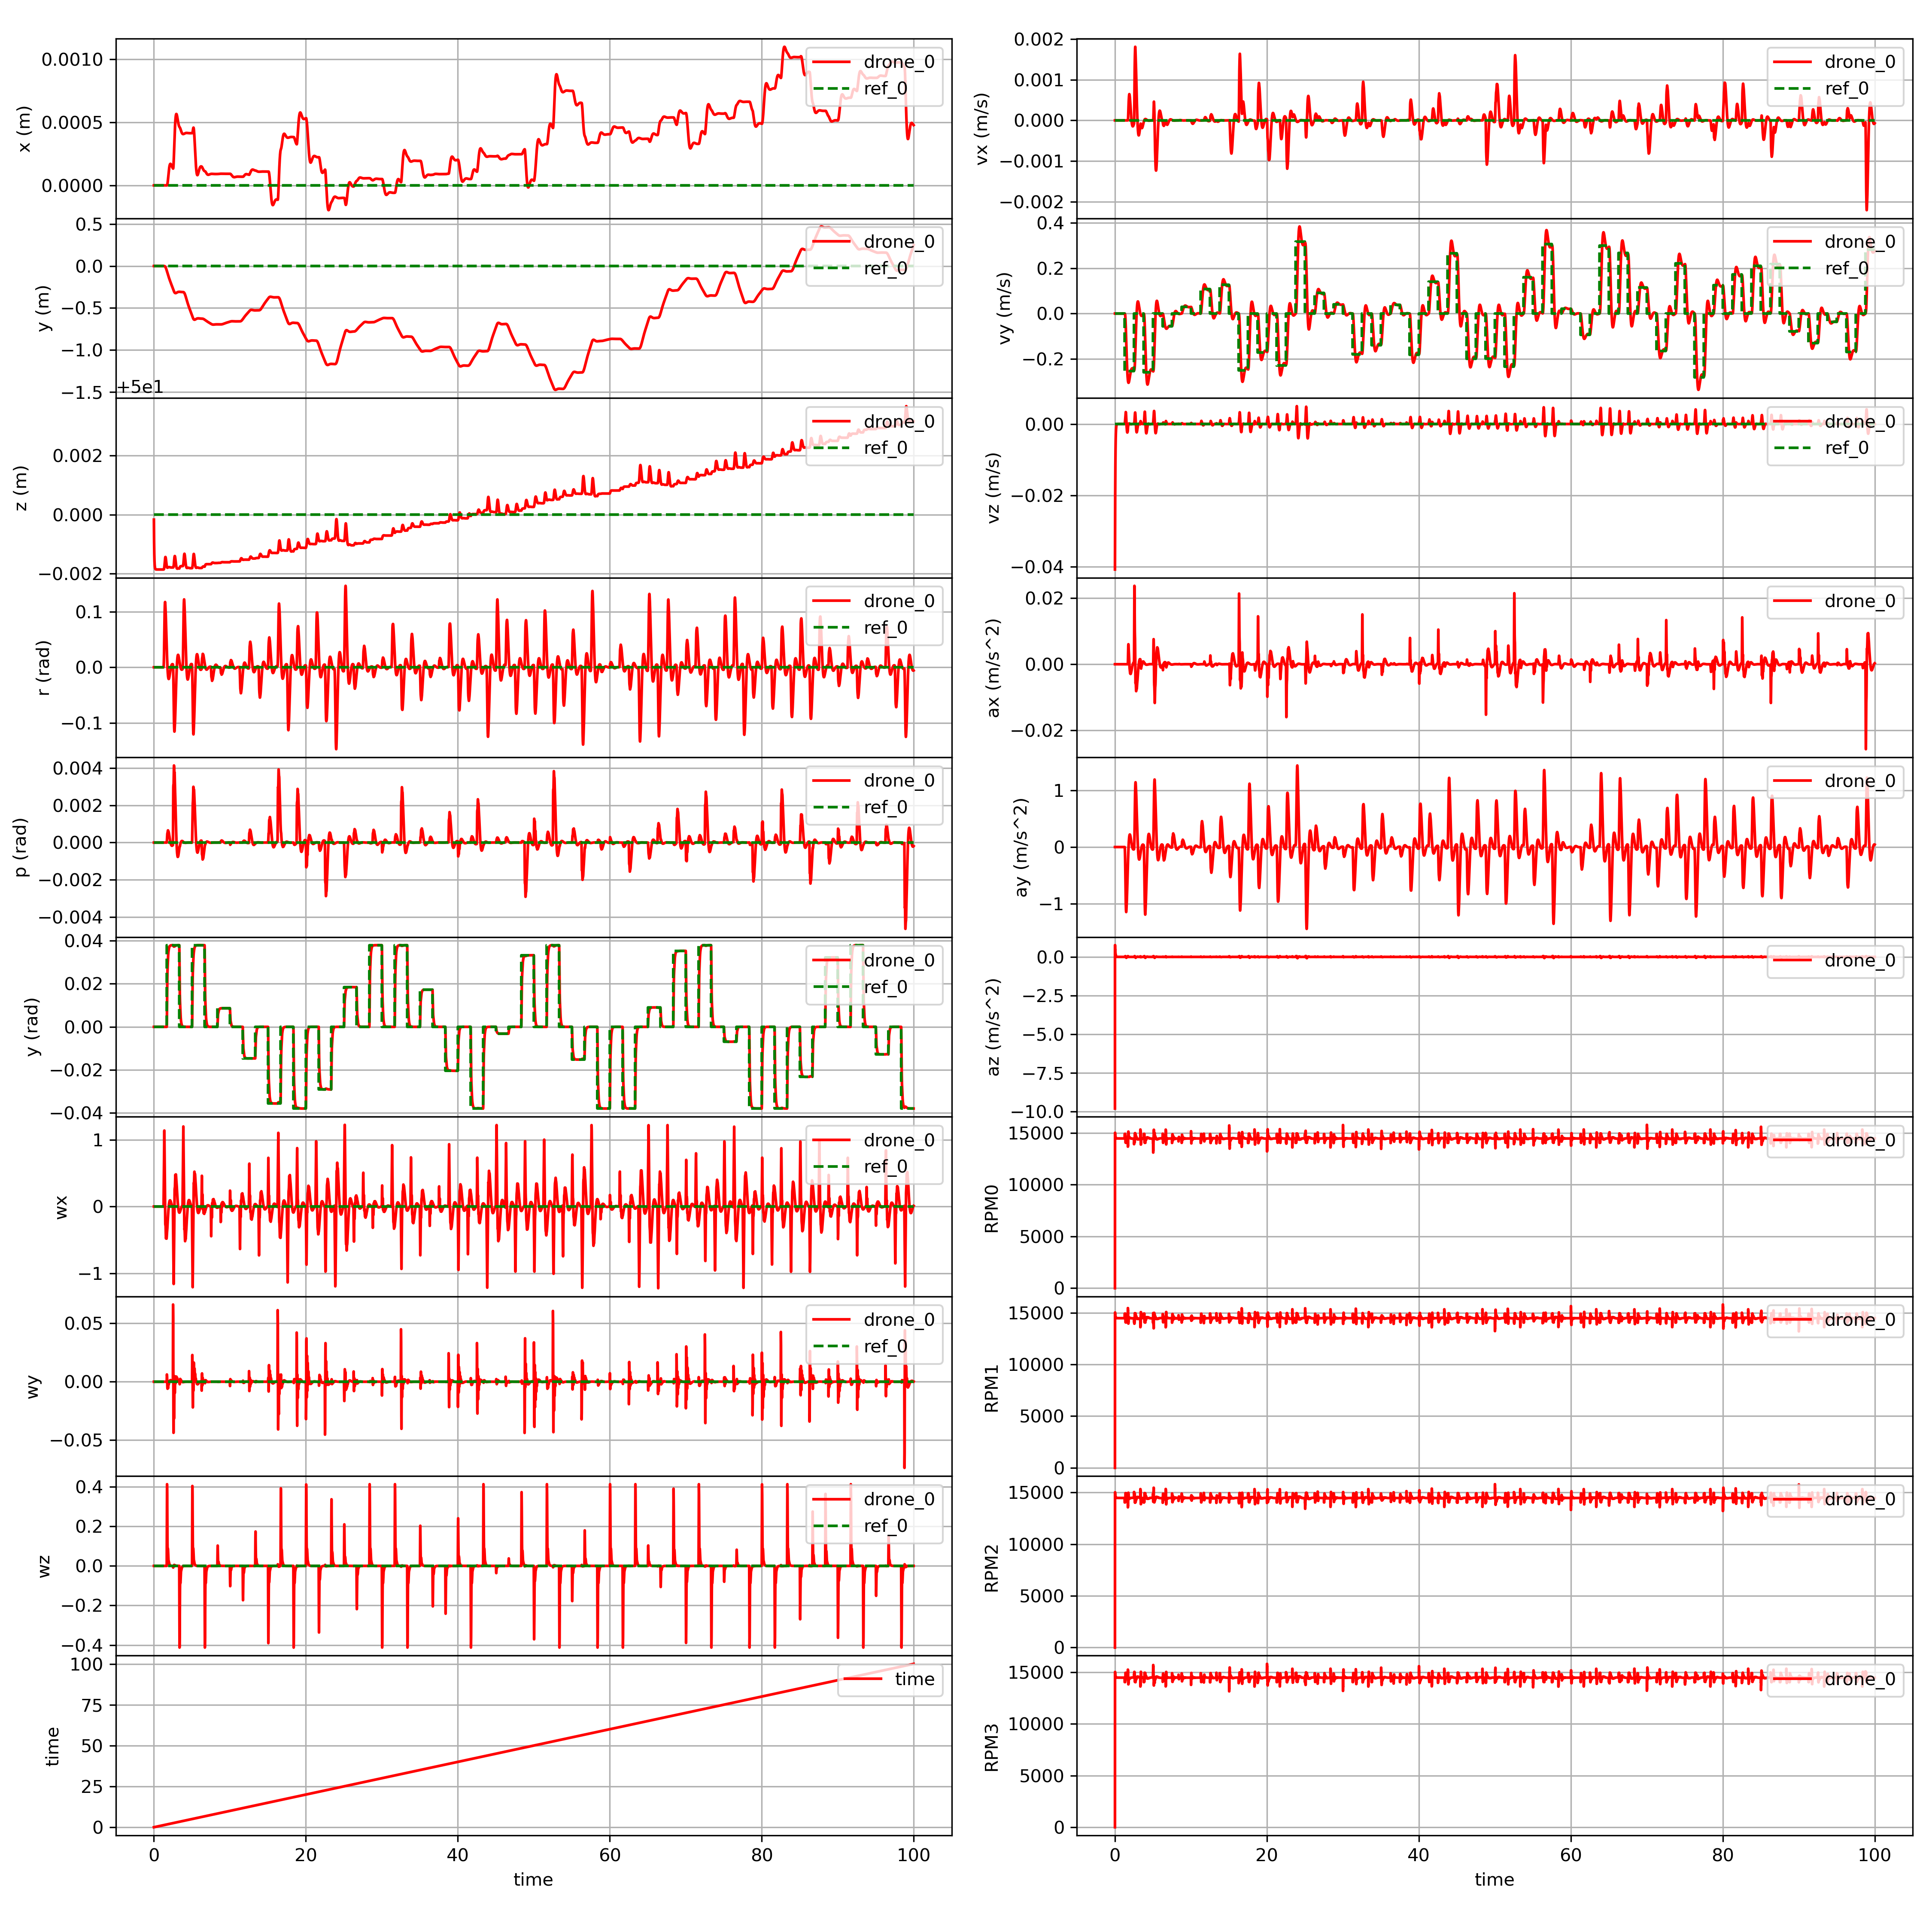 0.0010
0.0005
0.0000
x (m)
drone_0
ref_0
0.5
0.0
−0.5
−1.0
−1.5
y (m)
drone_0
ref_0
+5e1
0.002
0.000
−0.002
z (m)
drone_0
ref_0
0.1
0.0
−0.1
r (rad)
drone_0
ref_0
0.004
0.002
0.000
−0.002
−0.004
p (rad)
drone_0
ref_0
0.04
0.02
0.00
−0.02
−0.04
y (rad)
drone_0
ref_0
1
0
−1
wx
drone_0
ref_0
0.05
0.00
−0.05
wy
drone_0
ref_0
0.4
0.2
0.0
−0.2
−0.4
wz
drone_0
ref_0
100
75
50
25
0
time
time
0 20 40 60 80 100
time
0.002
0.001
0.000
−0.001
−0.002
vx (m/s)
drone_0
ref_0
0.4
0.2
0.0
−0.2
vy (m/s)
drone_0
ref_0
0.00
−0.02
−0.04
vz (m/s)
drone_0
ref_0
0.02
0.00
−0.02
ax (m/s^2)
drone_0
1
0
−1
ay (m/s^2)
drone_0
0.0
−2.5
−5.0
−7.5
−10.0
az (m/s^2)
drone_0
15000
10000
5000
0
RPM0
drone_0
15000
10000
5000
0
RPM1
drone_0
15000
10000
5000
0
RPM2
drone_0
15000
10000
5000
0
RPM3
drone_0
0 20 40 60 80 100
time